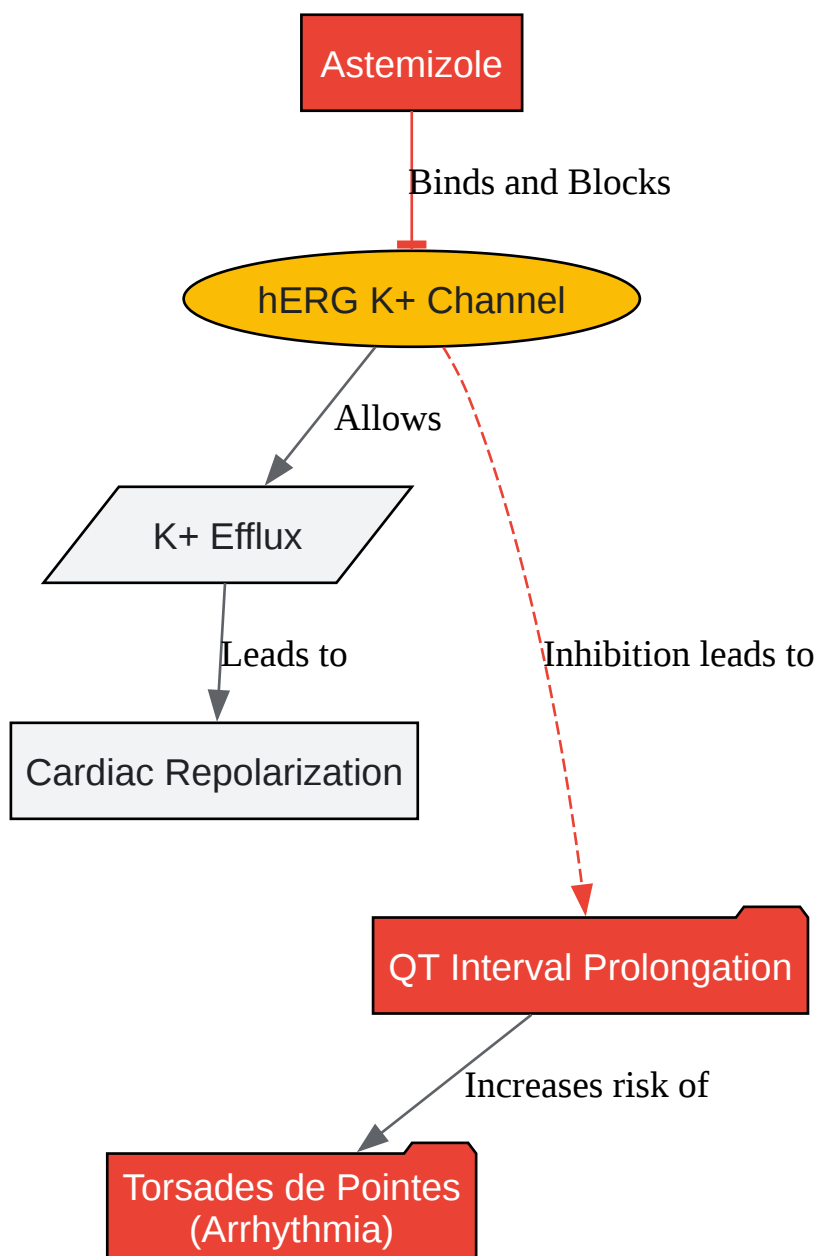 Astemizole
Binds and Blocks
hERG K+ Channel
Allows
K+ Efflux
Leads to
Inhibition leads to
Cardiac Repolarization
QT Interval Prolongation
Increases risk of
Torsades de Pointes
(Arrhythmia)